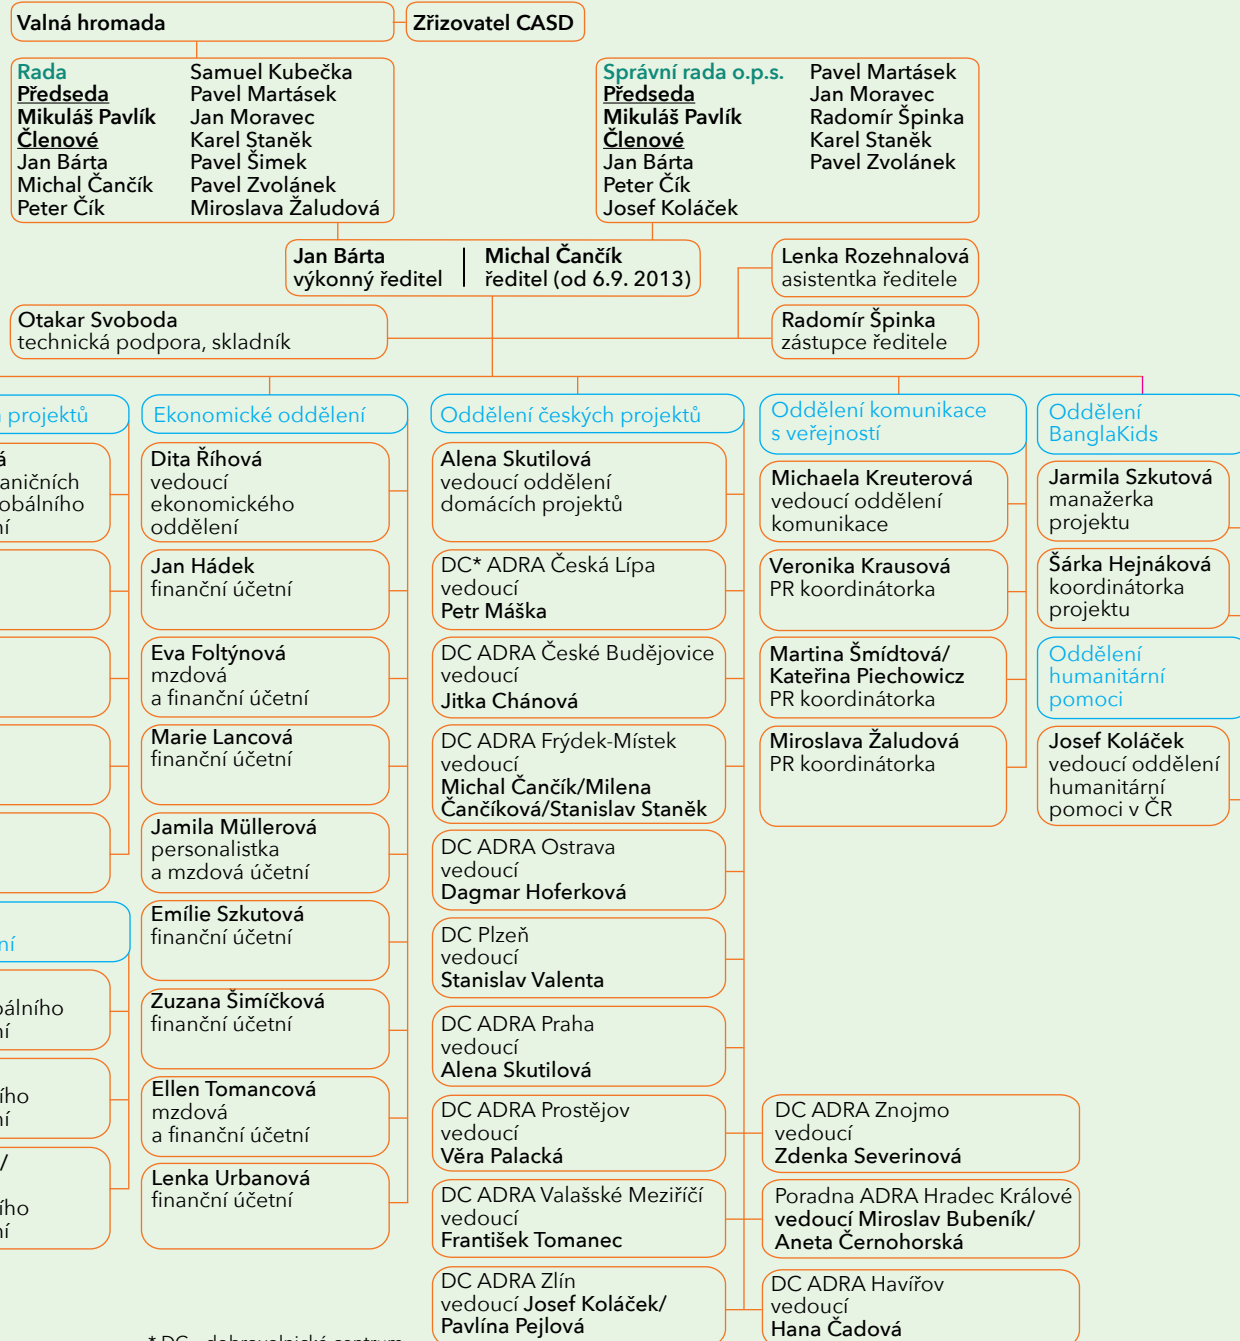 Valná hromada
Zřizovatel CASD
Rada
Předseda
Mikuláš Pavlík
Členové
Jan Bárta
Michal Čančík
Peter Čík
Samuel Kubečka
Pavel Martásek
Jan Moravec
Karel Staněk
Pavel Šimek
Pavel Zvolánek
Miroslava Žaludová
Správní rada o.p.s.
Předseda
Mikuláš Pavlík
Členové
Jan Bárta
Peter Čík
Josef Koláček
Pavel Martásek
Jan Moravec
Radomír Špinka
Karel Staněk
Pavel Zvolánek
Jan Bárta
výkonný ředitel
Michal Čančík
ředitel (od 6.9. 2013)
Lenka Rozehnalová
asistentka ředitele
Otakar Svoboda
technická podpora, skladník
Radomír Špinka
zástupce ředitele
projektů
Ekonomické oddělení
Dita Říhová
vedoucí
ekonomického
oddělení
Jan Hádek
finanční účetní
Eva Foltýnová
mzdová
a finanční účetní
Marie Lancová
finanční účetní
Jamila Müllerová
personalistka
a mzdová účetní
Emílie Szkutová
finanční účetní
Zuzana Šimíčková
finanční účetní
Ellen Tomancová
mzdová
a finanční účetní
Lenka Urbanová
finanční účetní
Oddělení českých projektů
Alena Skutilová
vedoucí oddělení
domácích projektů
DC* ADRA Česká Lípa
vedoucí
Petr Máška
DC ADRA České Budějovice
vedoucí
Jitka Chánová
DC ADRA Frýdek-Místek
vedoucí
Michal Čančík/Milena
Čančíková/Stanislav Staněk
DC ADRA Ostrava
vedoucí
Dagmar Hoferková
DC Plzeň
vedoucí
Stanislav Valenta
DC ADRA Praha
vedoucí
Alena Skutilová
DC ADRA Prostějov
vedoucí
Věra Palacká
DC ADRA Valašské Meziříčí
vedoucí
František Tomanec
DC ADRA Zlín
vedoucí Josef Koláček/
Pavlína Pejlová
DC ADRA Znojmo
vedoucí
Zdenka Severinová
Poradna ADRA Hradec Králové
vedoucí Miroslav Bubeník/
Aneta Černohorská
DC ADRA Havířov
vedoucí
Hana Čadová
Oddělení komunikace
s veřejností
Michaela Kreuterová
vedoucí oddělení
komunikace
Veronika Krausová
PR koordinátorka
Martina Šmídtová/
Kateřina Piechowicz
PR koordinátorka
Miroslava Žaludová
PR koordinátorka
Oddělení
BanglaKids
Jarmila Szkutová
manažerka
projektu
Šárka Hejnáková
koordinátorka
projektu
Oddělení
humanitární
pomoci
Josef Koláček
vedoucí oddělení
humanitární
pomoci v ČR